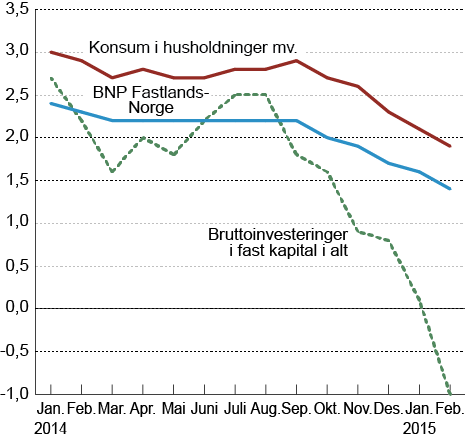 3,5
3,0
2,5
2,0
1,5
1,0
0,5
0,0
-0,5
-1,0
Konsum i husholdninger mv.
BNP Fastlands-
Norge
Bruttoinvesteringer
i fast kapital i alt
Jan. Feb. Mar. Apr. Mai Juni Juli Aug. Sep. Okt. Nov. Des. Jan. Feb.
2014 2015